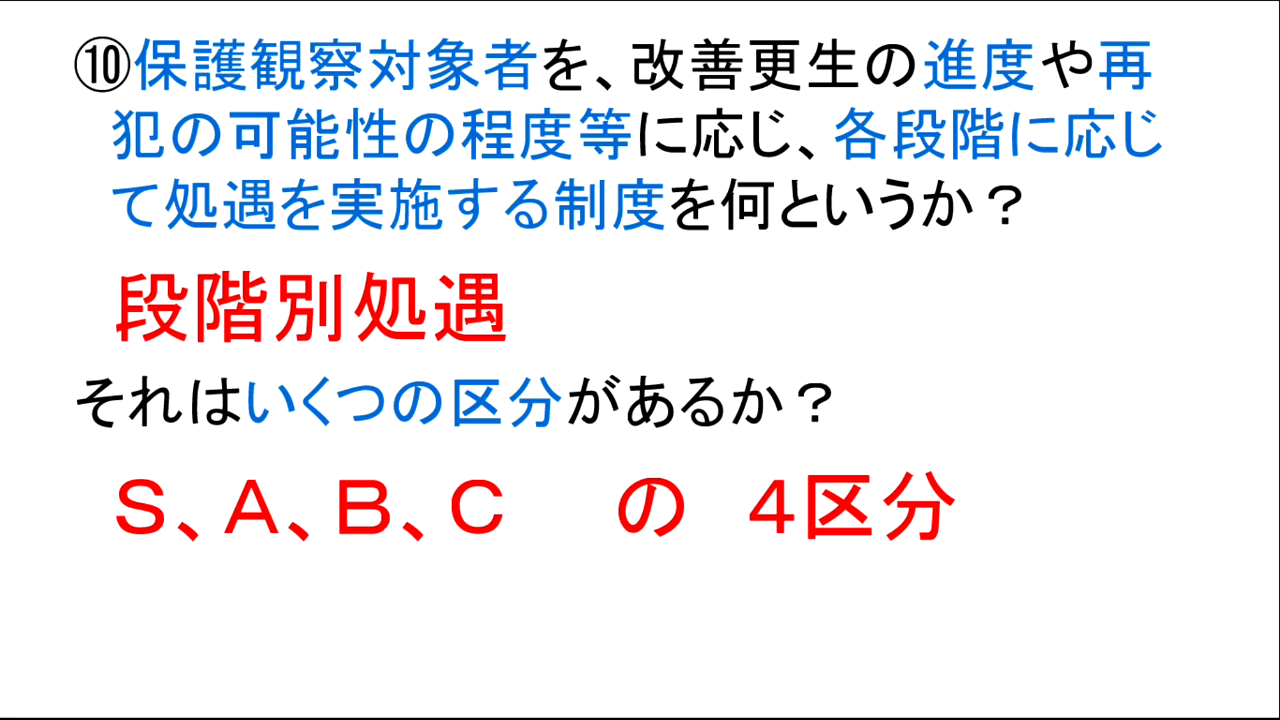 ⑩保護観察対象者を、改善更生の進度や再
犯の可能性の程度等に応じ、各段階に応じ
て処遇を実施する制度を何というか？
段階別処遇
それはいくつの区分があるか？
Ｓ、Ａ、Ｂ、Ｃ　の　４区分